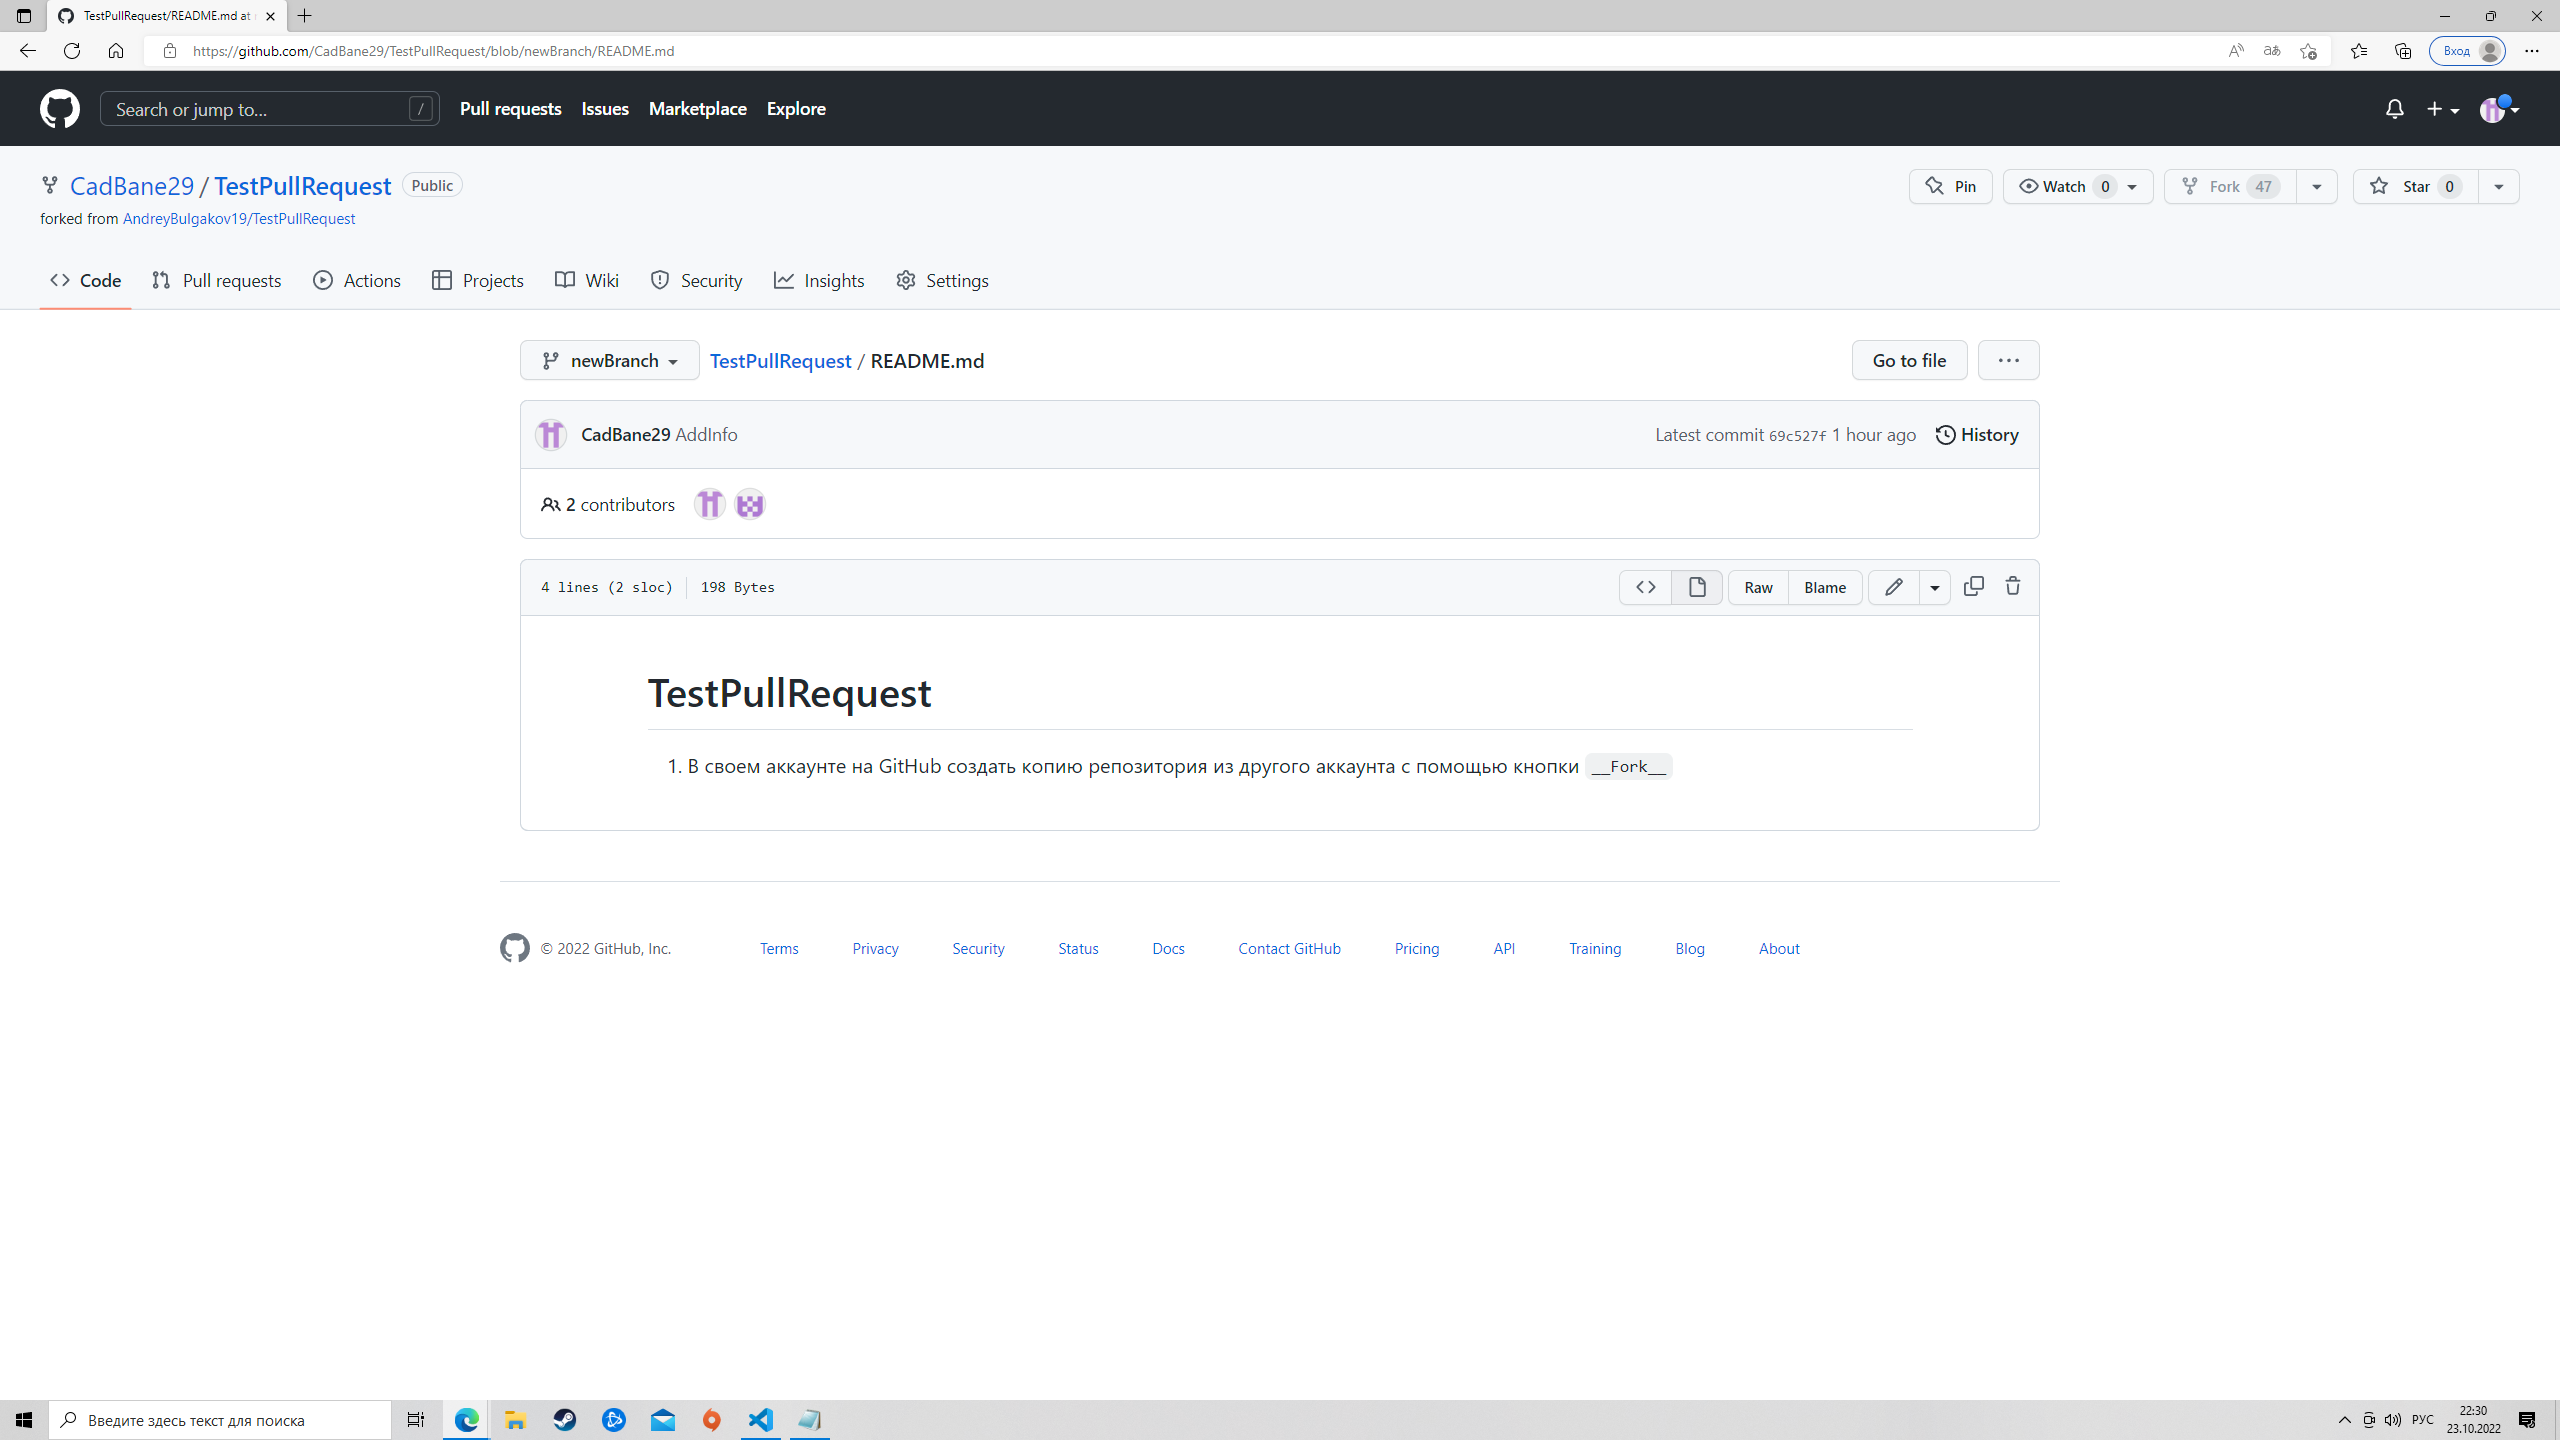 TestPullRequest/README.md at
https://github.com/CadBane29/TestPullRequest/blob/newBranch/README.md
Вход
Search or jump to... /
Pull requests Issues Marketplace Explore
CadBane29 / TestPullRequest Public
Pin Watch 0 Fork 47 Star 0
forked from AndreyBulgakov19/TestPullRequest
Code Pull requests Actions Projects Wiki Security Insights Settings
newBranch TestPullRequest / README.md Go to file
CadBane29 AddInfo Latest commit 69c527f 1 hour ago History
2 contributors
4 lines (2 sloc) 198 Bytes Raw Blame
TestPullRequest
1. В своем аккаунте на GitHub создать копию репозитория из другого аккаунта с помощью кнопки __Fork__
© 2022 GitHub, Inc. Terms Privacy Security Status Docs Contact GitHub Pricing API Training Blog About
Введите здесь текст для поиска
РУС
22:30
23.10.2022